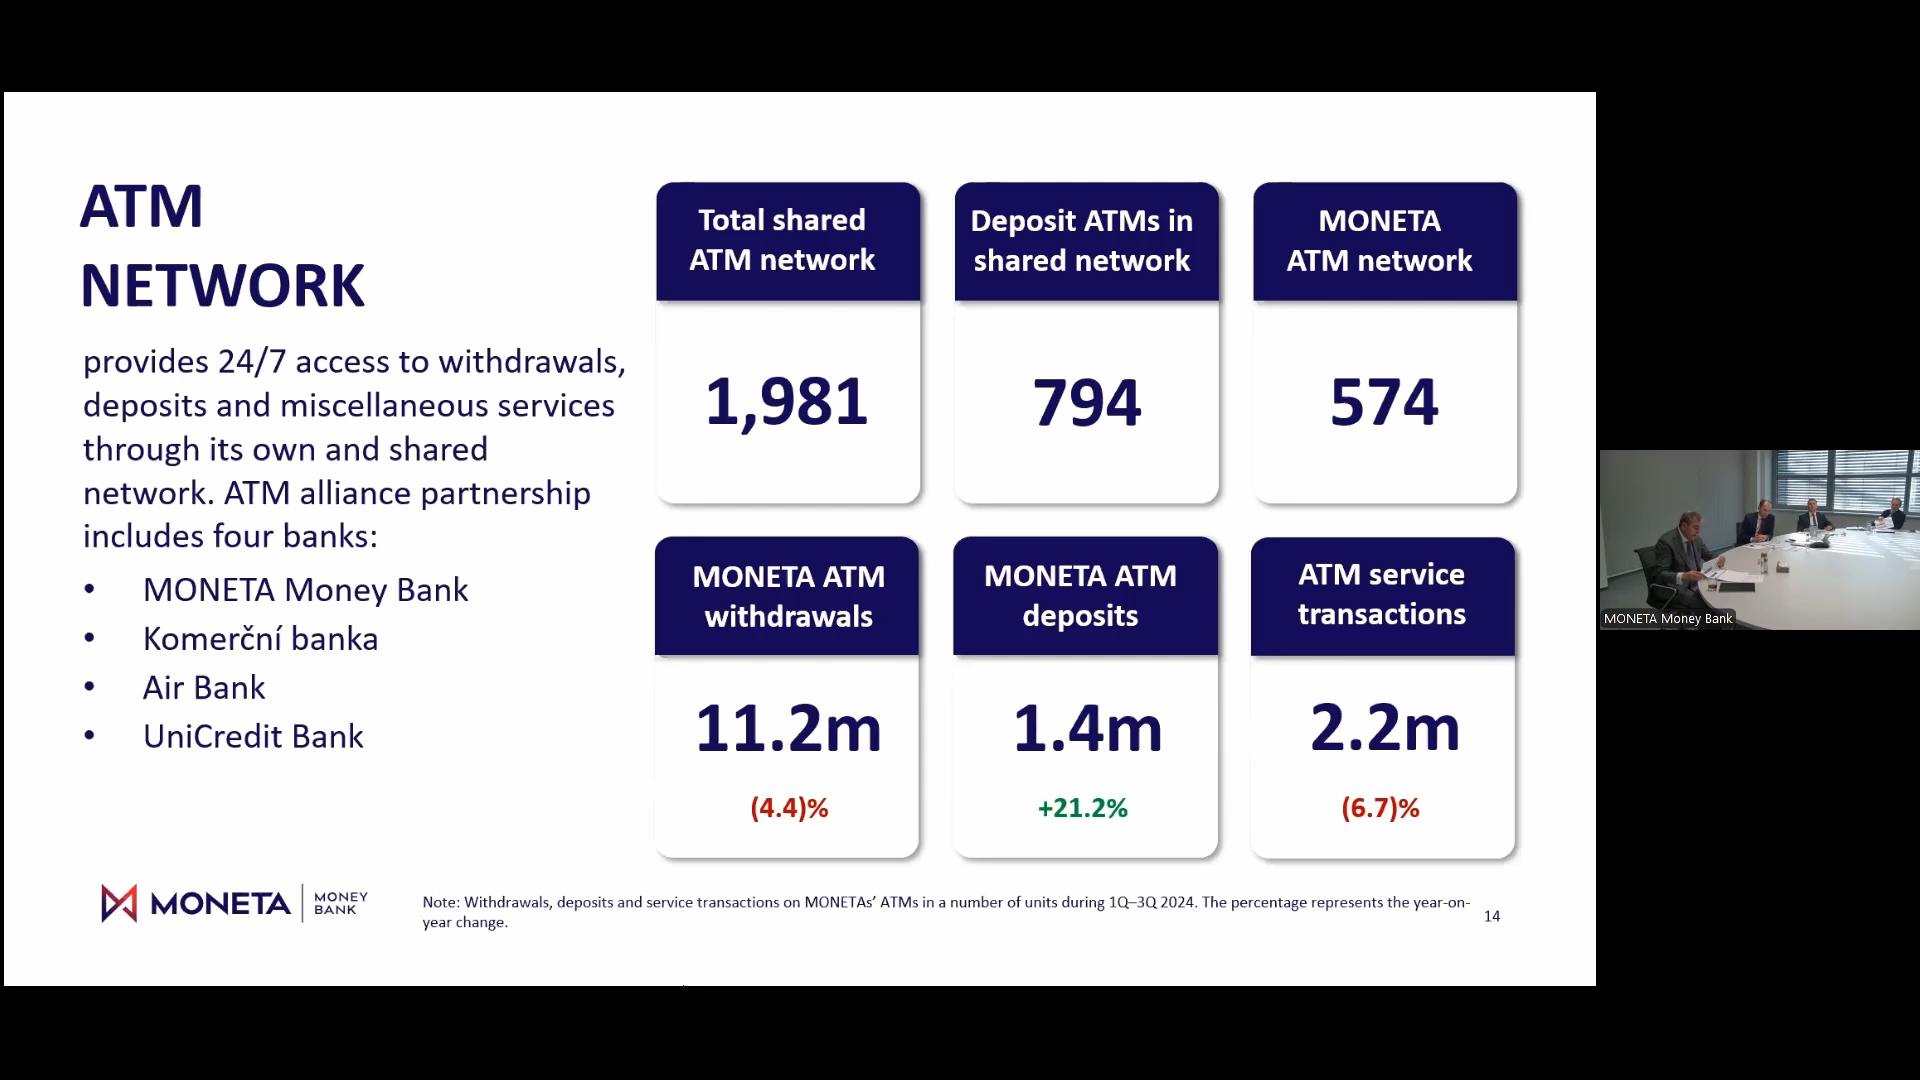 ATM
NETWORK
provides 24/7 access to withdrawals,
deposits and miscellaneous services
through its own and shared
network. ATM alliance partnership
includes four banks:
• MONETA Money Bank
• Komerční banka
• Air Bank
• UniCredit Bank
Total shared
ATM network
1,981
Deposit ATMs in
shared network
794
MONETA
ATM network
574
MONETA ATM
withdrawals
11.2m
(4.4)%
MONETA ATM
deposits
1.4m
+21.2%
ATM service
transactions
2.2m
(6.7)%
MONETA
MONEY
BANK
Note: Withdrawals, deposits and service transactions on MONETAs’ ATMs in a number of units during 1Q–3Q 2024. The percentage represents the year-on-
year change.
14
MONETA Money Bank